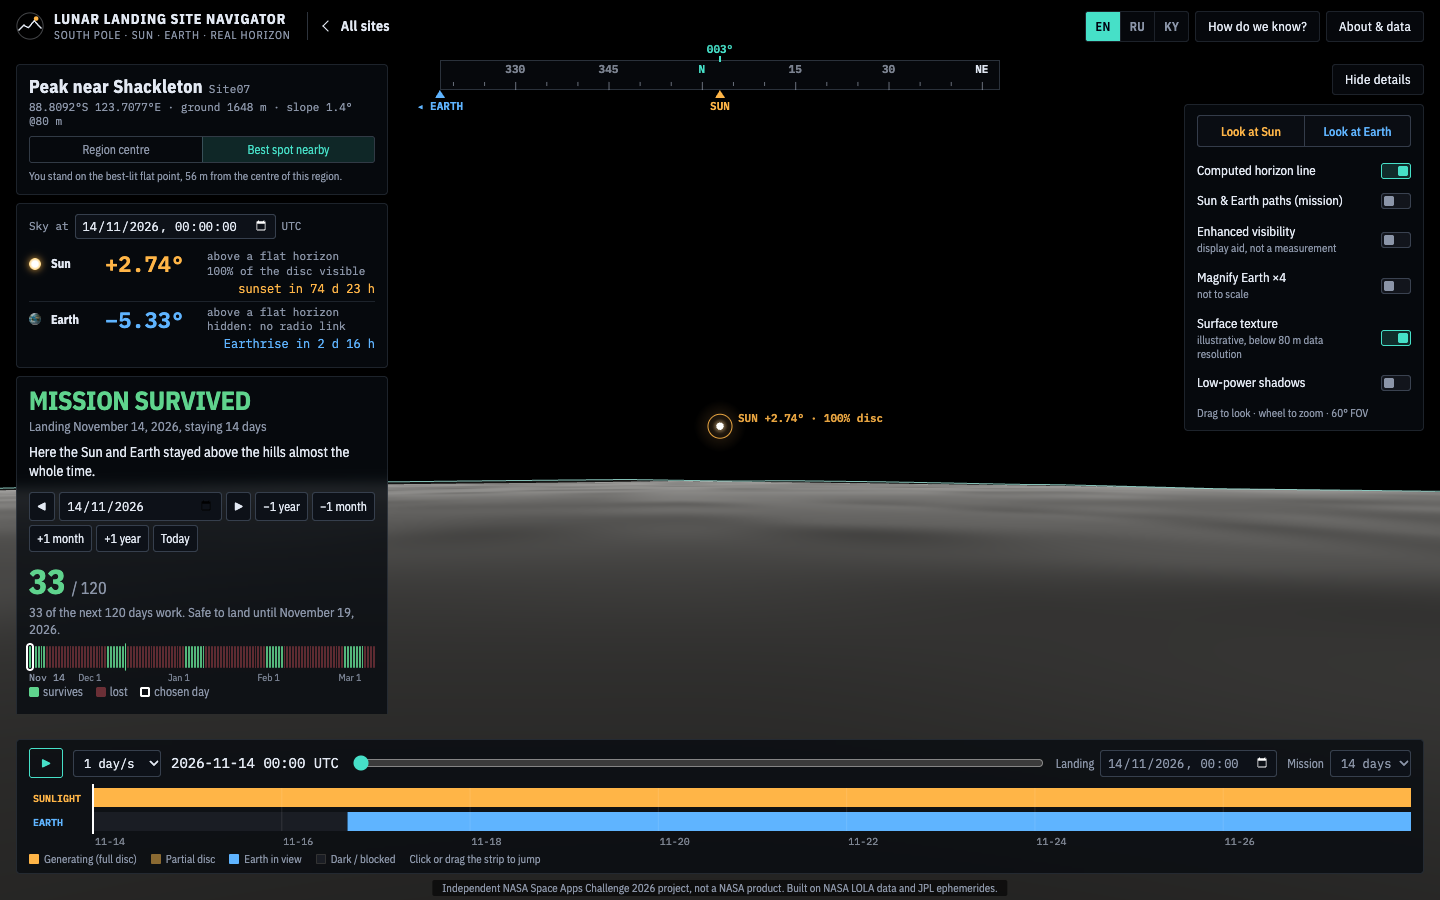 LUNAR LANDING SITE NAVIGATOR
SOUTH POLE · SUN · EARTH · REAL HORIZON
All sites
EN RU KY
How do we know?
About & data
003°
330 345 N 15 30 NE
◂ EARTH SUN
Peak near Shackleton Site07
88.8092°S 123.7077°E · ground 1648 m · slope 1.4°
@80 m
Region centre
Best spot nearby
You stand on the best-lit flat point, 56 m from the centre of this region.
Sky at 14/11/2026, 00:00:00 UTC
Sun +2.74° above a flat horizon
100% of the disc visible
sunset in 74 d 23 h
Earth −5.33° above a flat horizon
hidden: no radio link
Earthrise in 2 d 16 h
MISSION SURVIVED
Landing November 14, 2026, staying 14 days
Here the Sun and Earth stayed above the hills almost the
whole time.
◀ 14/11/2026 ▶ −1 year −1 month
+1 month +1 year Today
33 / 120
33 of the next 120 days work. Safe to land until November 19,
2026.
Nov 14 Dec 1 Jan 1 Feb 1 Mar 1
survives lost chosen day
SUN +2.74° · 100% disc
Hide details
Look at Sun
Look at Earth
Computed horizon line
Sun & Earth paths (mission)
Enhanced visibility
display aid, not a measurement
Magnify Earth ×4
not to scale
Surface texture
illustrative, below 80 m data
resolution
Low-power shadows
Drag to look · wheel to zoom · 60° FOV
▶ 1 day/s 2026-11-14 00:00 UTC Landing 14/11/2026, 00:00 Mission 14 days
SUNLIGHT
EARTH
11-14 11-16 11-18 11-20 11-22 11-24 11-26
Generating (full disc) Partial disc Earth in view Dark / blocked Click or drag the strip to jump
Independent NASA Space Apps Challenge 2026 project, not a NASA product. Built on NASA LOLA data and JPL ephemerides.